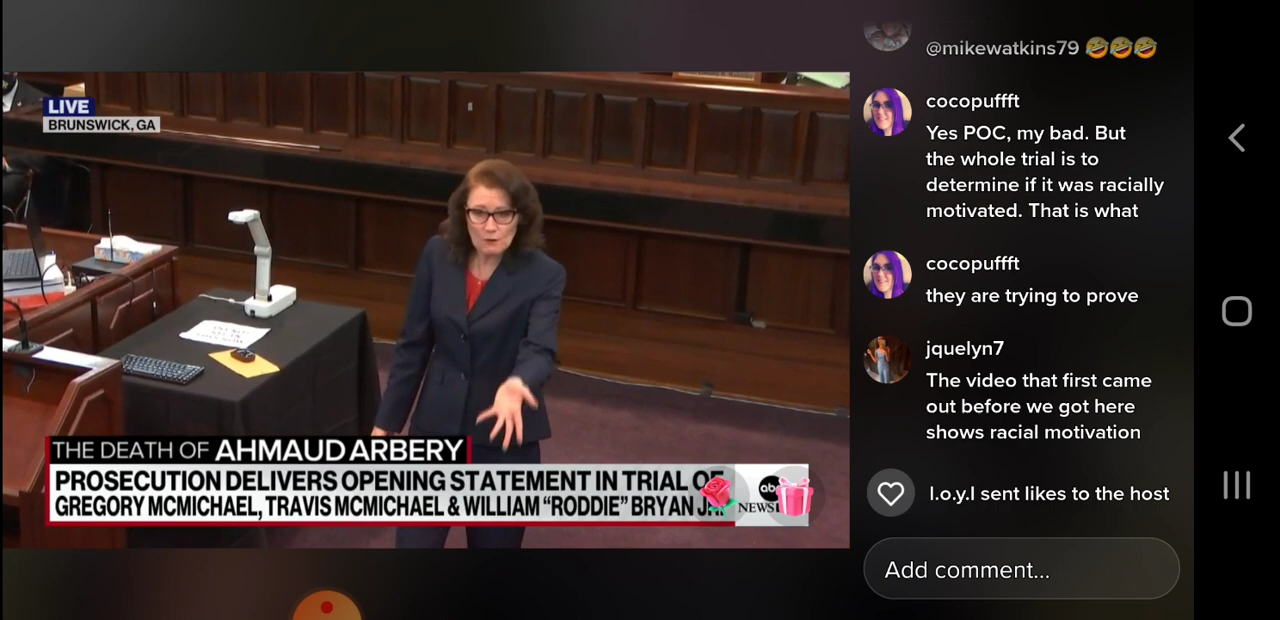 @mikewatkins79 🤣🤣🤣
LIVE
BRUNSWICK, GA
cocopuffft
Yes POC, my bad. But
the whole trial is to
determine if it was racially
motivated. That is what
cocopuffft
they are trying to prove
jquelyn7
The video that first came
out before we got here
shows racial motivation
THE DEATH OF AHMAUD ARBERY
PROSECUTION DELIVERS OPENING STATEMENT IN TRIAL OF
GREGORY MCMICHAEL, TRAVIS MCMICHAEL & WILLIAM “RODDIE” BRYAN
abc
NEWS
l.o.y.l sent likes to the host
Add comment...